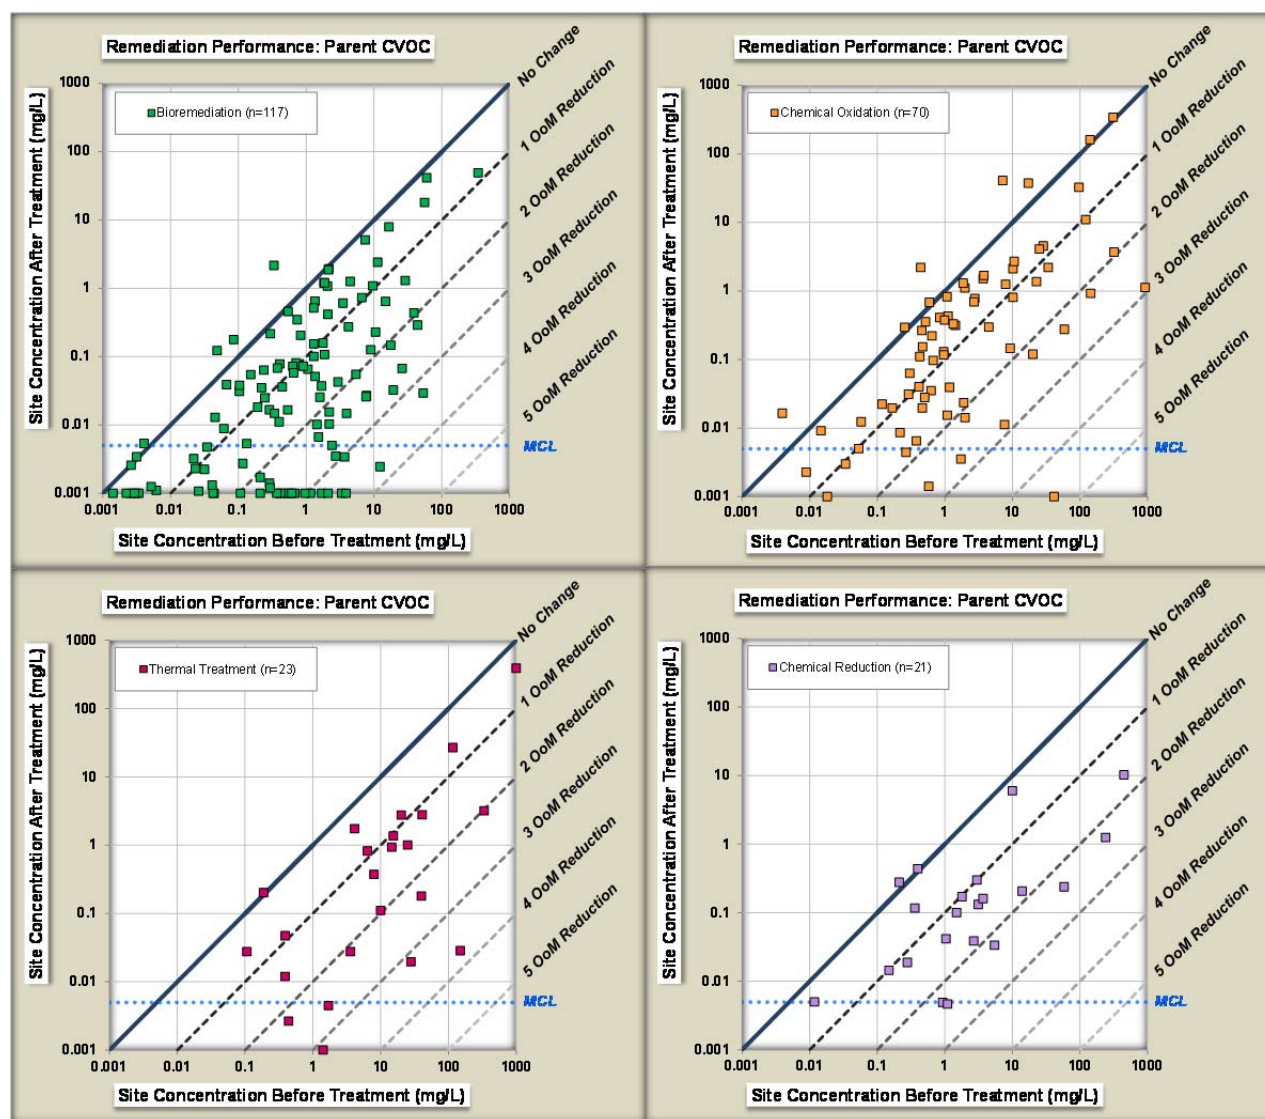 Remediation Performance: Parent CVOC
Site Concentration After Treatment (mg/L)
1000
100
10
1
0.1
0.01
0.001
Bioremediation (n=117)
No Change
1 OoM Reduction
2 OoM Reduction
3 OoM Reduction
4 OoM Reduction
5 OoM Reduction
MCL
0.001 0.01 0.1 1 10 100 1000
Site Concentration Before Treatment (mg/L)
Remediation Performance: Parent CVOC
Site Concentration After Treatment (mg/L)
1000
100
10
1
0.1
0.01
0.001
Chemical Oxidation (n=70)
No Change
1 OoM Reduction
2 OoM Reduction
3 OoM Reduction
4 OoM Reduction
5 OoM Reduction
MCL
0.001 0.01 0.1 1 10 100 1000
Site Concentration Before Treatment (mg/L)
Remediation Performance: Parent CVOC
Site Concentration After Treatment (mg/L)
1000
100
10
1
0.1
0.01
0.001
Thermal Treatment (n=23)
No Change
1 OoM Reduction
2 OoM Reduction
3 OoM Reduction
4 OoM Reduction
5 OoM Reduction
MCL
0.001 0.01 0.1 1 10 100 1000
Site Concentration Before Treatment (mg/L)
Remediation Performance: Parent CVOC
Site Concentration After Treatment (mg/L)
1000
100
10
1
0.1
0.01
0.001
Chemical Reduction (n=21)
No Change
1 OoM Reduction
2 OoM Reduction
3 OoM Reduction
4 OoM Reduction
5 OoM Reduction
MCL
0.001 0.01 0.1 1 10 100 1000
Site Concentration Before Treatment (mg/L)